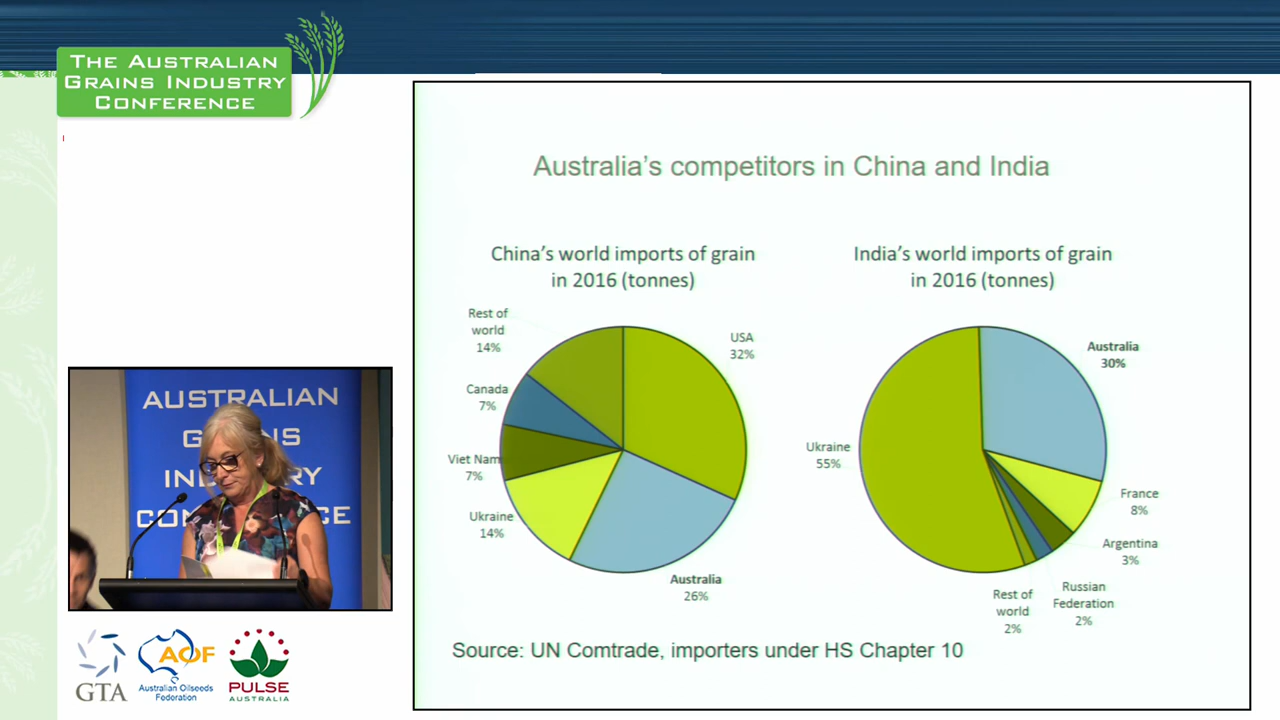 THE AUSTRALIAN
GRAINS INDUSTRY
CONFERENCE
Australia's competitors in China and India
China's world imports of grain
in 2016 (tonnes)
Rest of
world
14%
USA
32%
Canada
7%
Viet Nam
7%
Ukraine
14%
Australia
26%
India's world imports of grain
in 2016 (tonnes)
Australia
30%
Ukraine
55%
France
8%
Argentina
3%
Russian
Federation
2%
Rest of
world
2%
Source: UN Comtrade, importers under HS Chapter 10
AUSTRALIAN
GTA
AOF
Australian Oilseeds
Federation
PULSE
AUSTRALIA